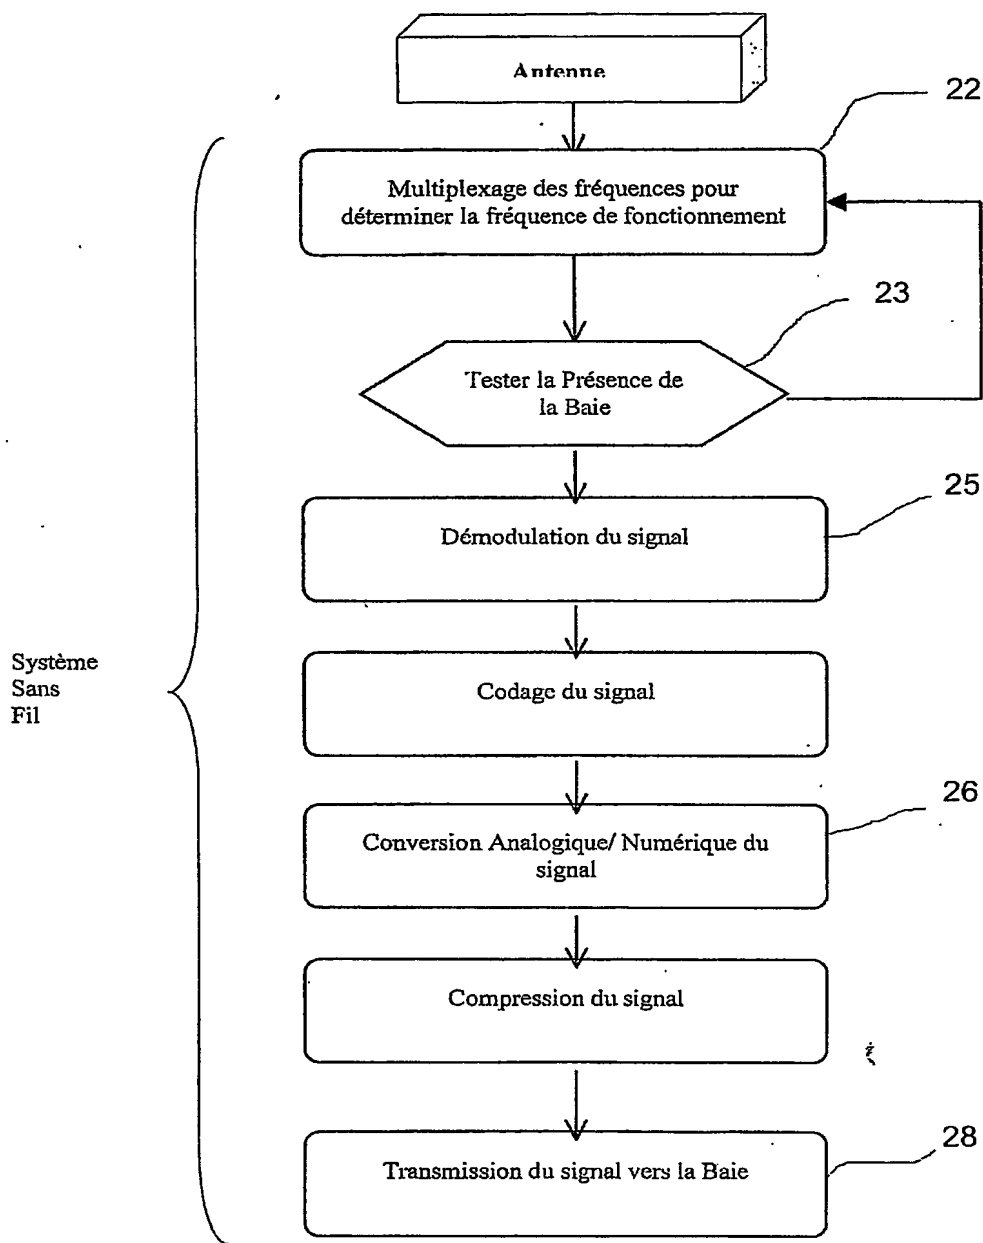 Antenne
22
Multiplexage des fréquences pour
déterminer la fréquence de fonctionnement
23
Tester la Présence de
la Baie
25
Démodulation du signal
Système
Sans
Fil
Codage du signal
26
Conversion Analogique/ Numérique du
signal
Compression du signal
28
Transmission du signal vers la Baie